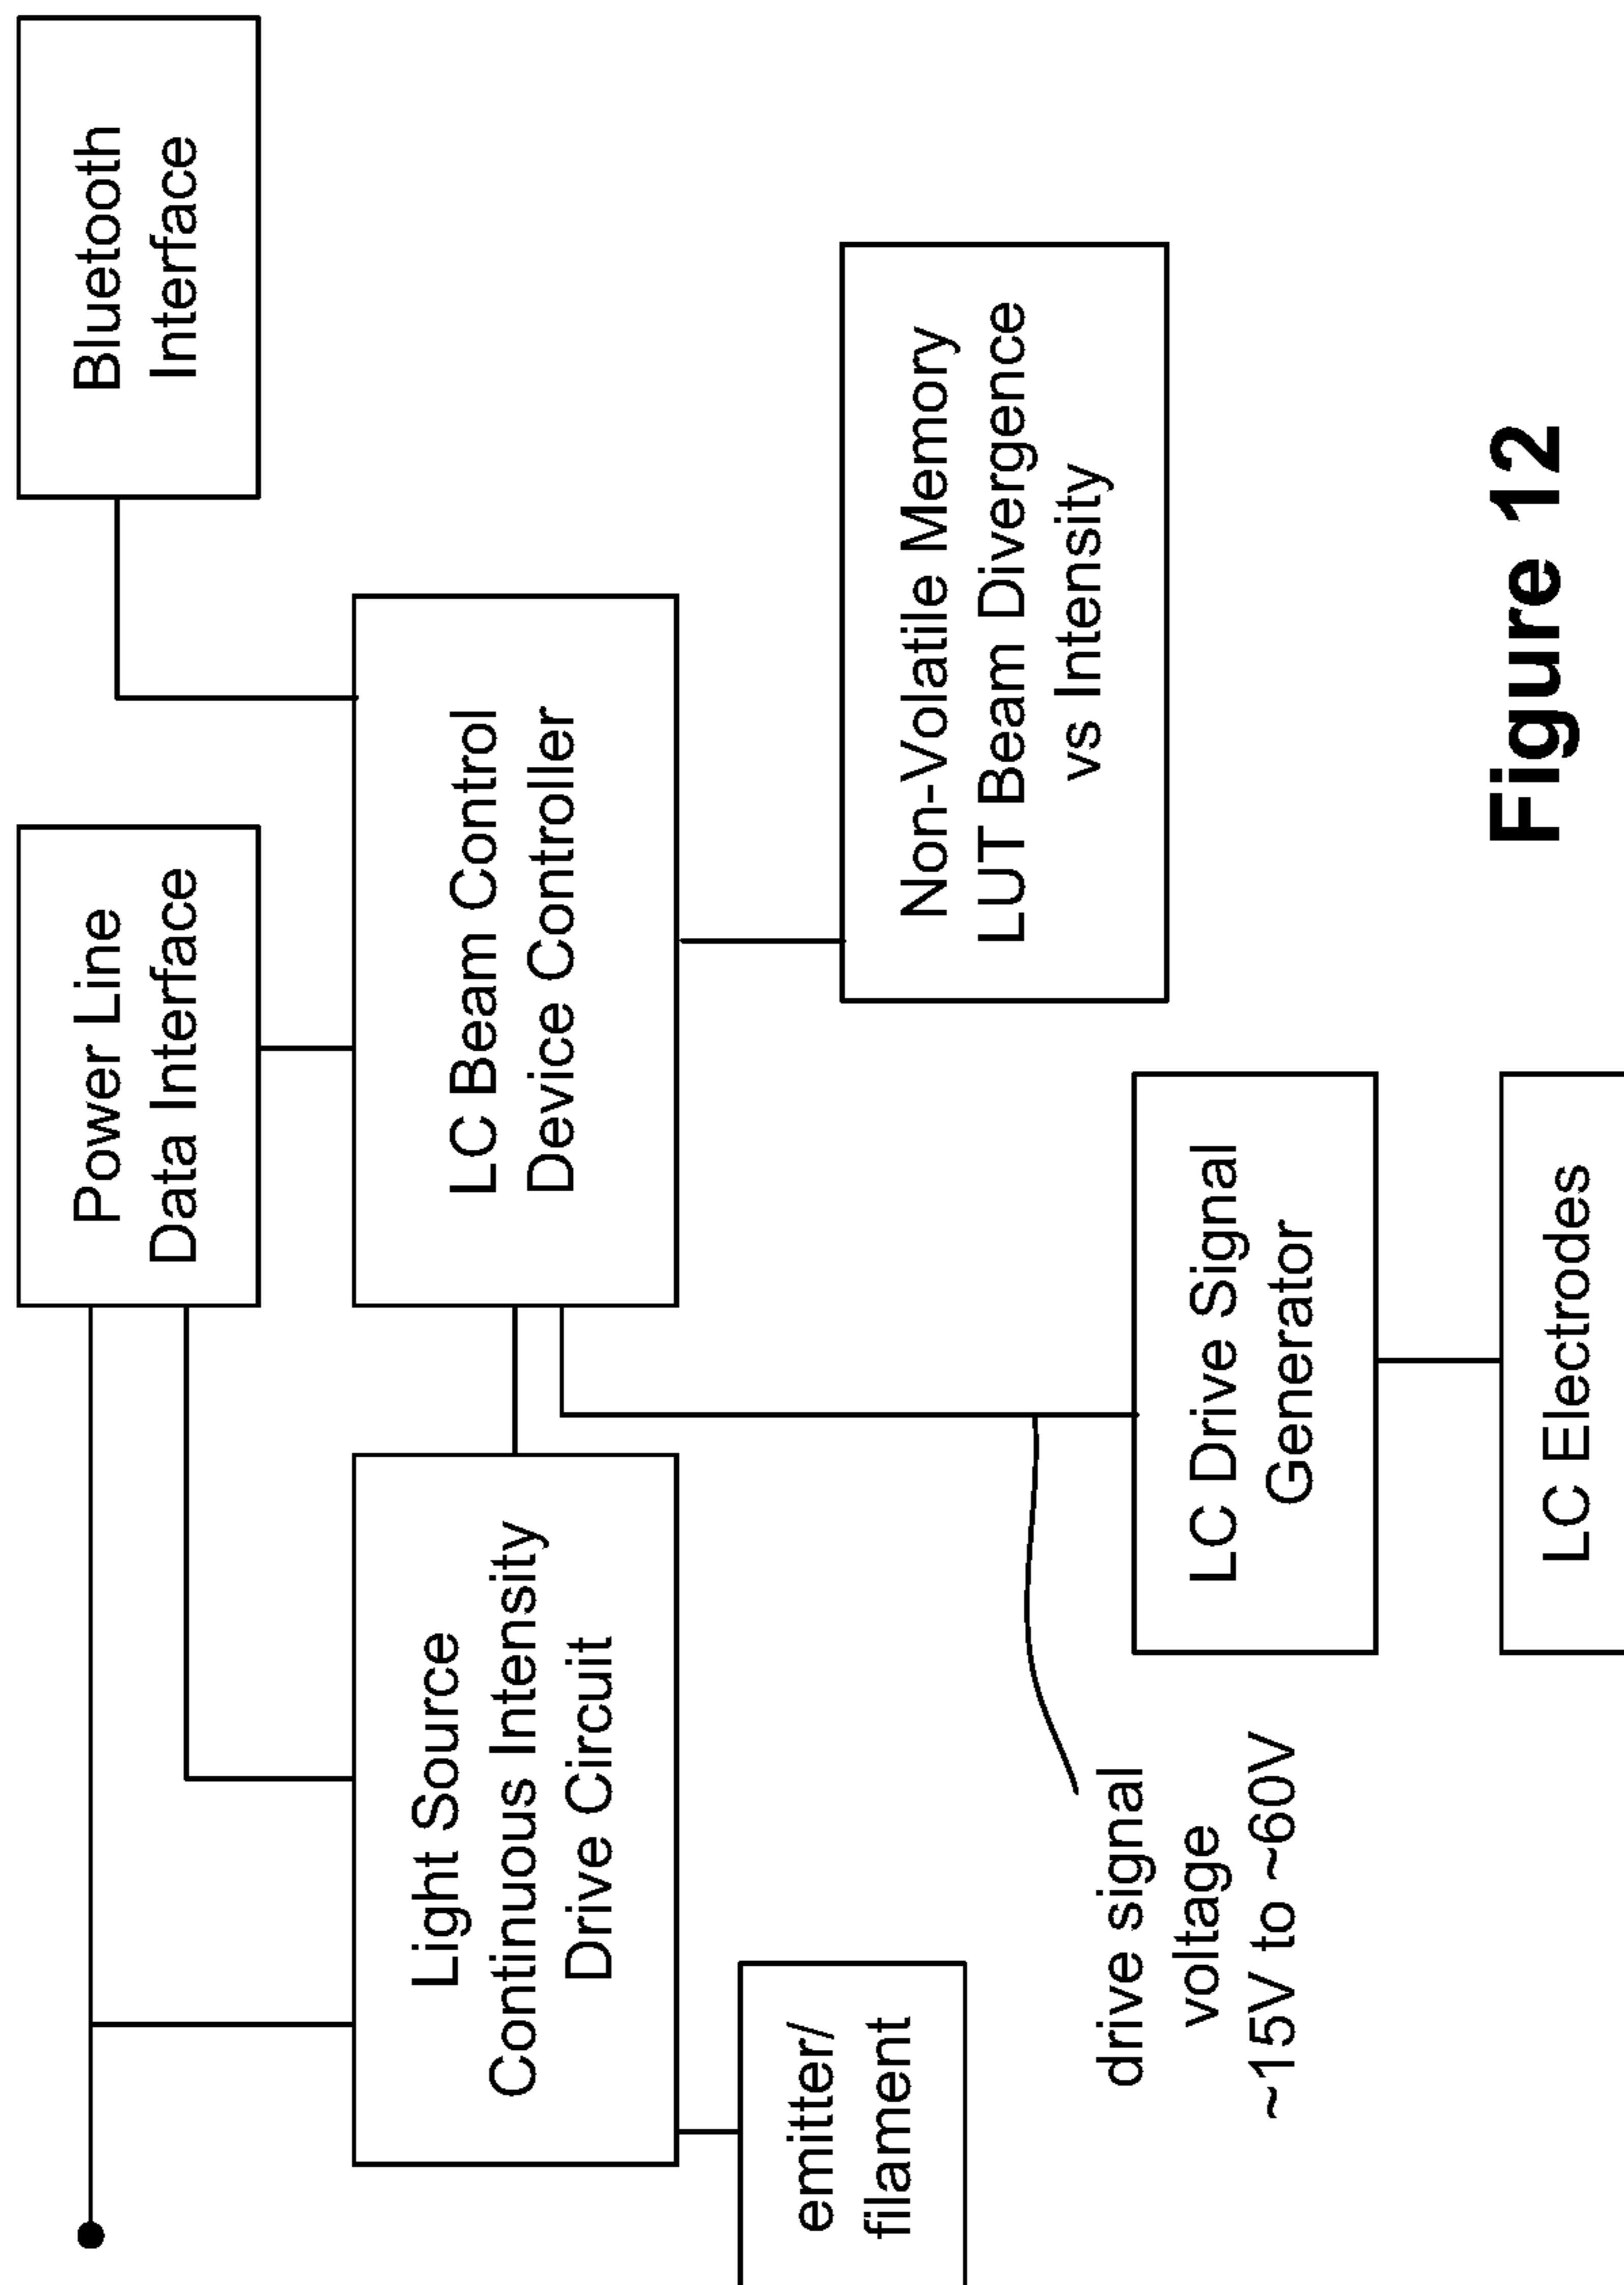 Power Line
Data Interface
Bluetooth
Interface
Light Source
Continuous Intensity
Drive Circuit
LC Beam Control
Device Controller
emitter/
filament
Non-Volatile Memory
LUT Beam Divergence
vs Intensity
drive signal
voltage
~15V to ~60V
LC Drive Signal
Generator
LC Electrodes
Figure 12